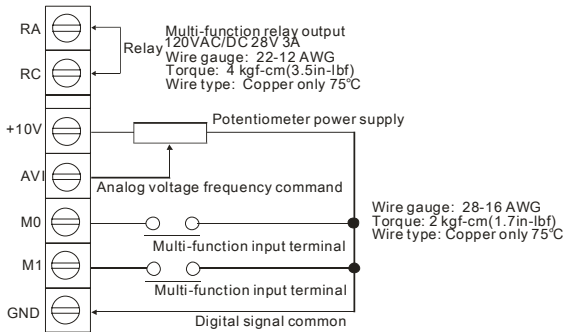 RA
Multi-function relay output
120VAC/DC 28V 3A
Relay
Wire gauge: 22-12 AWG
Torque: 4 kgf-cm(3.5in-lbf)
Wire type: Copper only 75°C
RC
Potentiometer power supply
+10V
AVI
Analog voltage frequency command
M0
Multi-function input terminal
Wire gauge: 28-16 AWG
Torque: 2 kgf-cm(1.7in-lbf)
Wire type: Copper only 75°C
M1
Multi-function input terminal
GND
Digital signal common